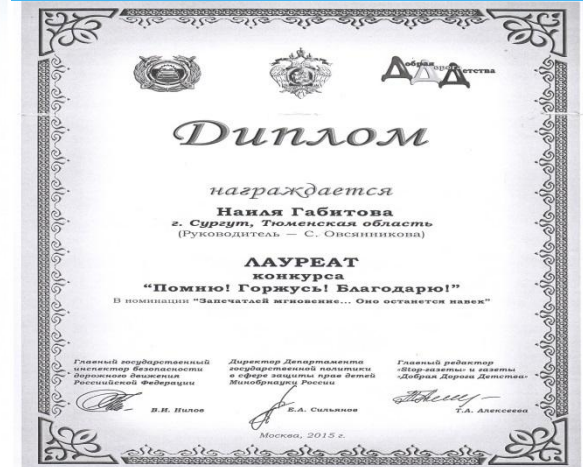 Добрая Дорога Детства
Диплом
награждается
Наиля Габитова
г. Сургут, Тюменская область
(Руководитель — С. Овсянникова)
ЛАУРЕАТ
конкурса
“Помню! Горжусь! Благодарю!”
В номинации “Запечатлей мгновение... Оно останется навек”
Главный государственный
инспектор безопасности
дорожного движения
Российской Федерации
В.И. Нилов
Директор Департамента
государственной политики
в сфере защиты прав детей
Минобрнауки России
Е.А. Сильянов
Главный редактор
«Stop-газеты» и газеты
«Добрая Дорога Детства»
Т.А. Алексеева
Москва, 2015 г.